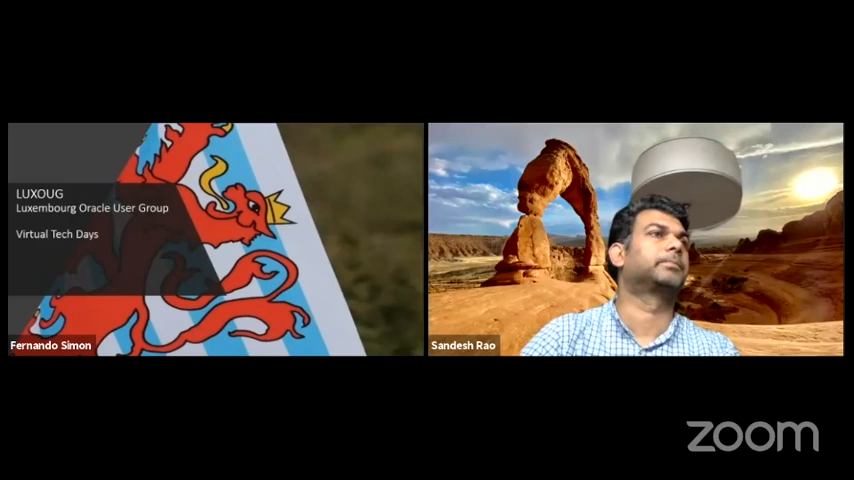 LUXOUG
Luxembourg Oracle User Group
Virtual Tech Days
Fernando Simon
Sandesh Rao
zoom